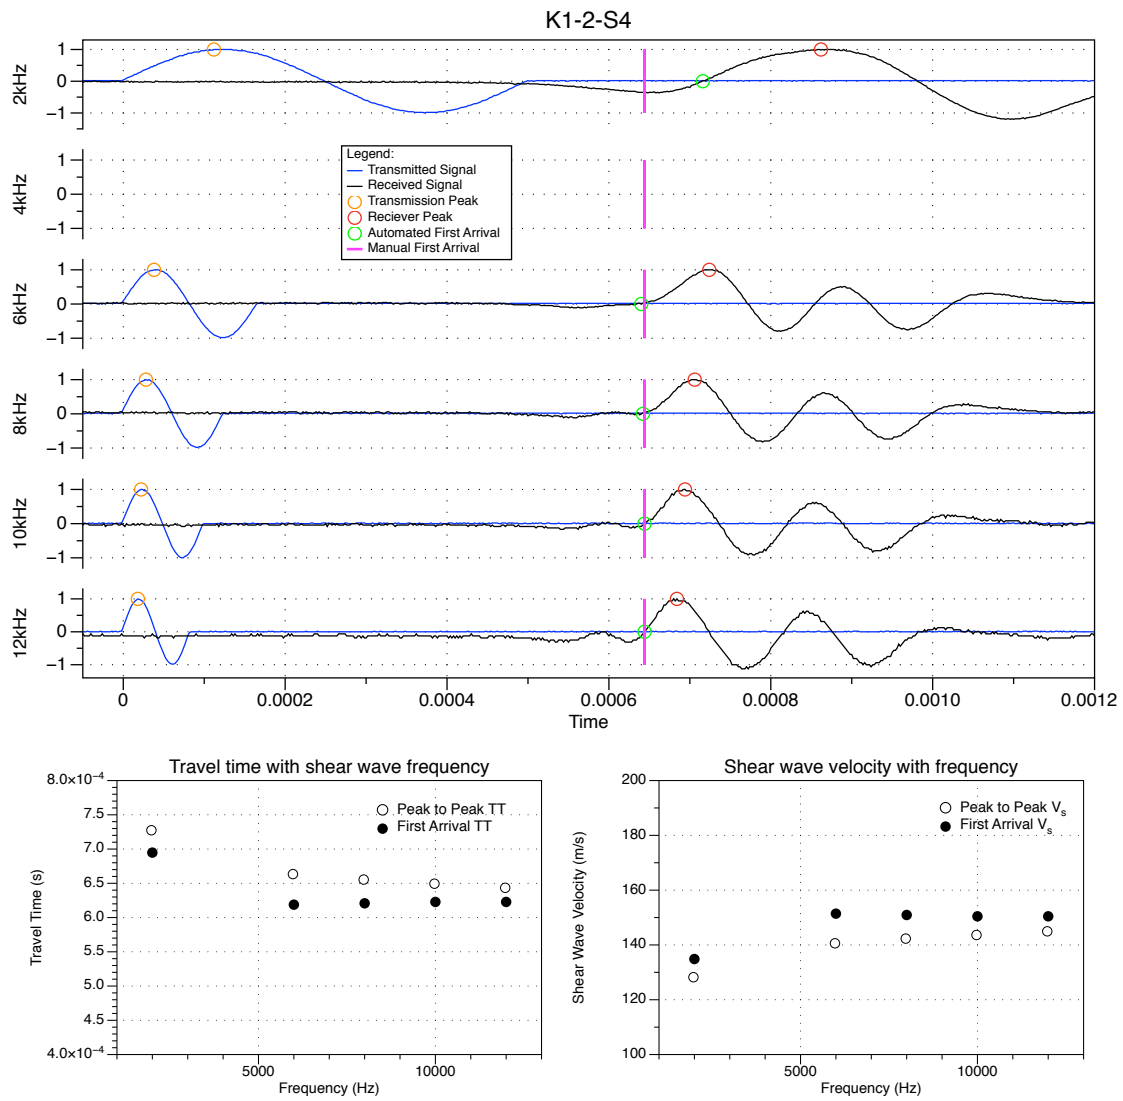 K1-2-S4
2kHz
1
0
−1
4kHz
1
0
−1
Legend:
Transmitted Signal
Received Signal
Transmission Peak
Reciever Peak
Automated First Arrival
Manual First Arrival
6kHz
1
0
−1
8kHz
1
0
−1
10kHz
1
0
−1
12kHz
1
0
−1
0 0.0002 0.0004 0.0006 0.0008 0.0010 0.0012
Time
Travel time with shear wave frequency
Travel Time (s)
8.0×10⁻⁴
7.5
7.0
6.5
6.0
5.5
5.0
4.5
4.0×10⁻⁴
Peak to Peak TT
First Arrival TT
5000 10000
Frequency (Hz)
Shear wave velocity with frequency
Shear Wave Velocity (m/s)
200
180
160
140
120
100
Peak to Peak Vₛ
First Arrival Vₛ
5000 10000
Frequency (Hz)